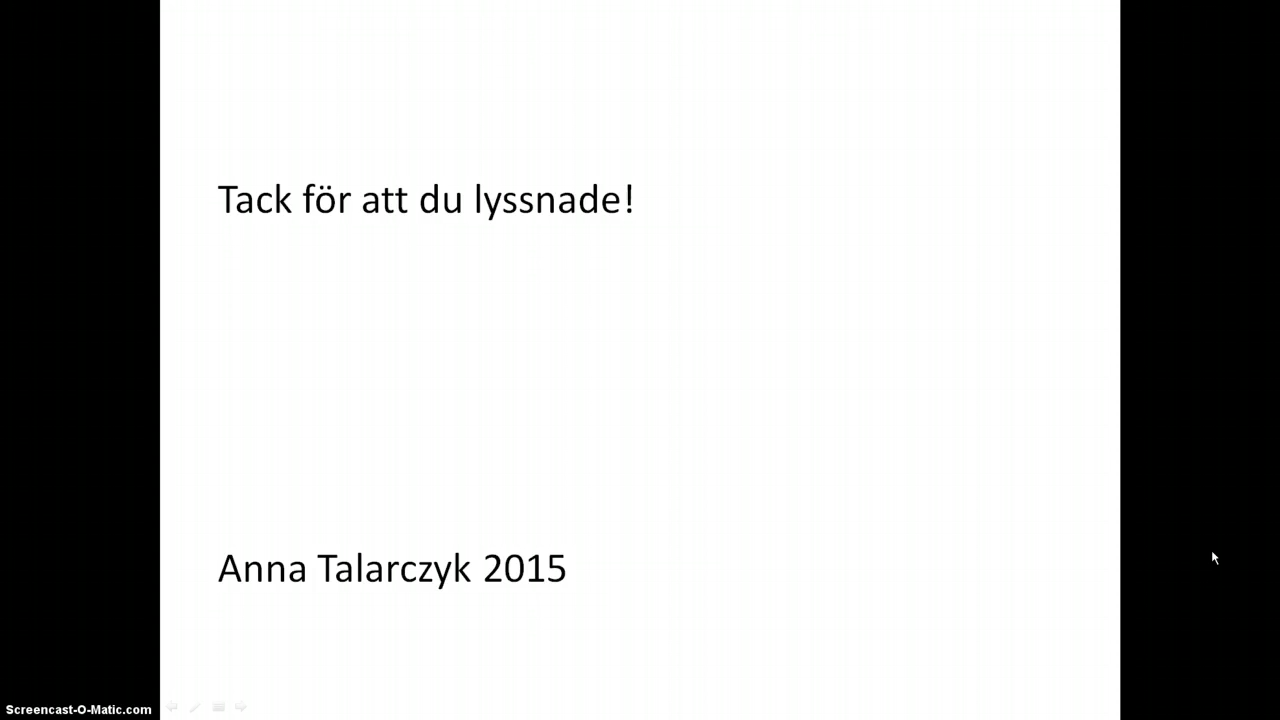 Tack för att du lyssnade!
Anna Talarczyk 2015
Screencast-O-Matic.com